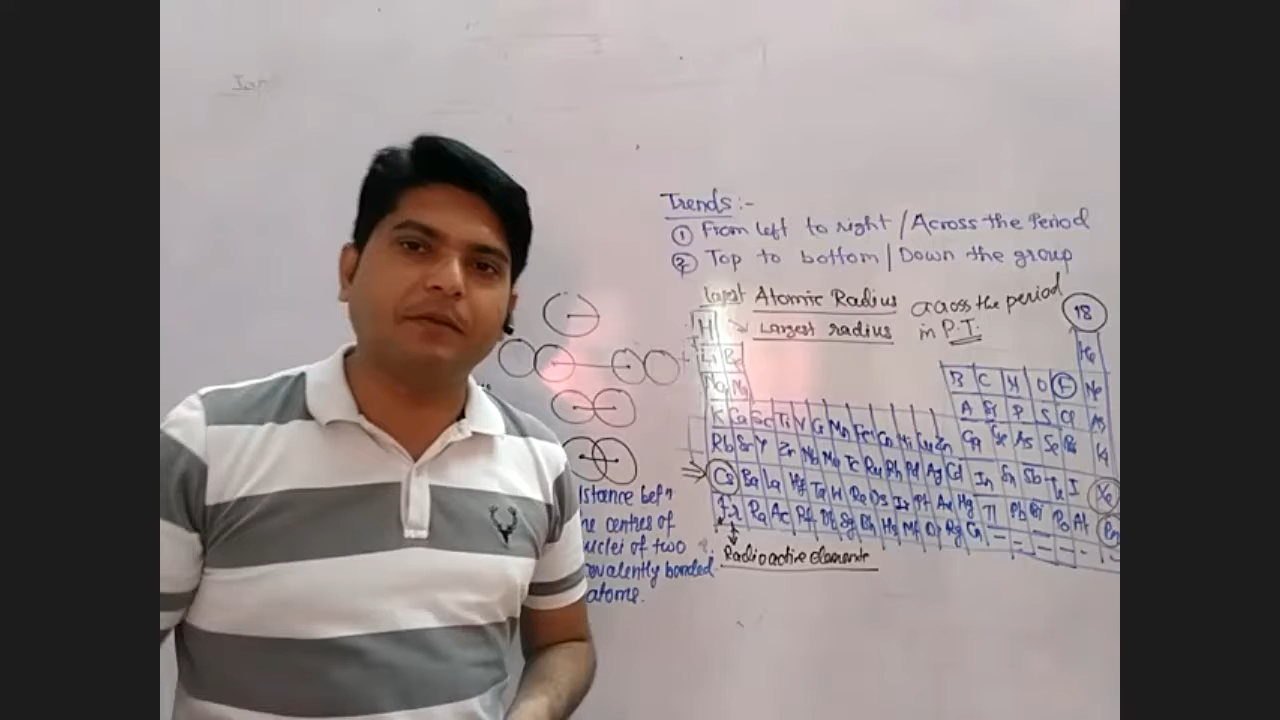 Trends:-
① From left to right / Across the Period
② Top to bottom / Down the group
Atomic Radius across the period
Largest radius in P.T.
18
H
He
Li Be
B C N O F Ne
Na Mg
A Si P S Cl
K Ca Sc Ti V Cr Mn Fe Co Ni Cu Zn Ga Ge As Se Br Kr
Rb Sr Y Zr Nb Mo Tc Ru Rh Pd Ag Cd In Sn Sb Te I Xe
Cs Ba La Hf Ta W Re Os Ir Pt Au Hg Tl Pb Bi Po At Rn
Fr Ra Ac Rf Db Sg Bh Hs Mt Ds Rg Cn
Radioactive elements
istance betn
centres of
uclei of two
ovalently bonded
atoms.